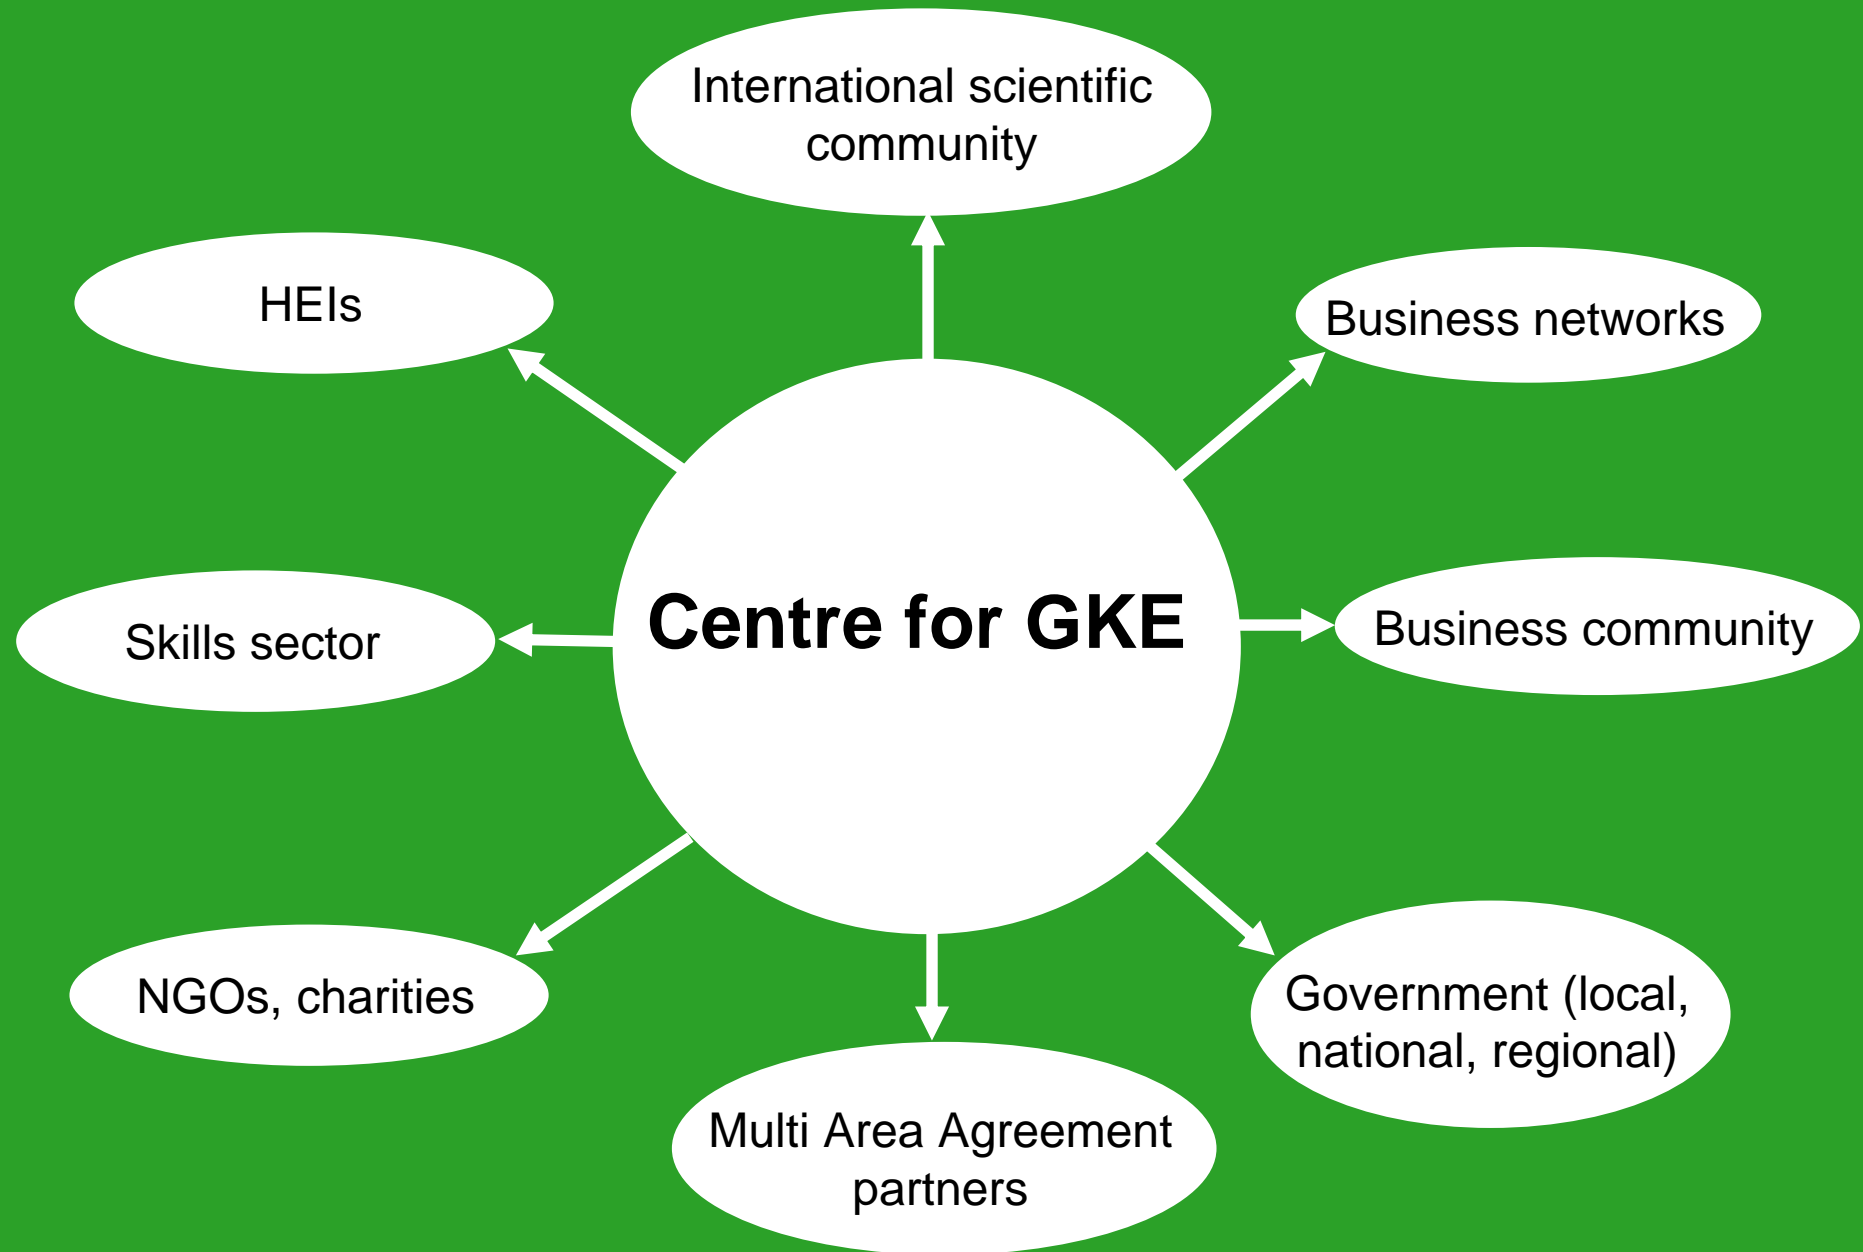 International scientific
community
HEIs
Business networks
Centre for GKE
Skills sector
Business community
NGOs, charities
Government (local,
national, regional)
Multi Area Agreement
partners